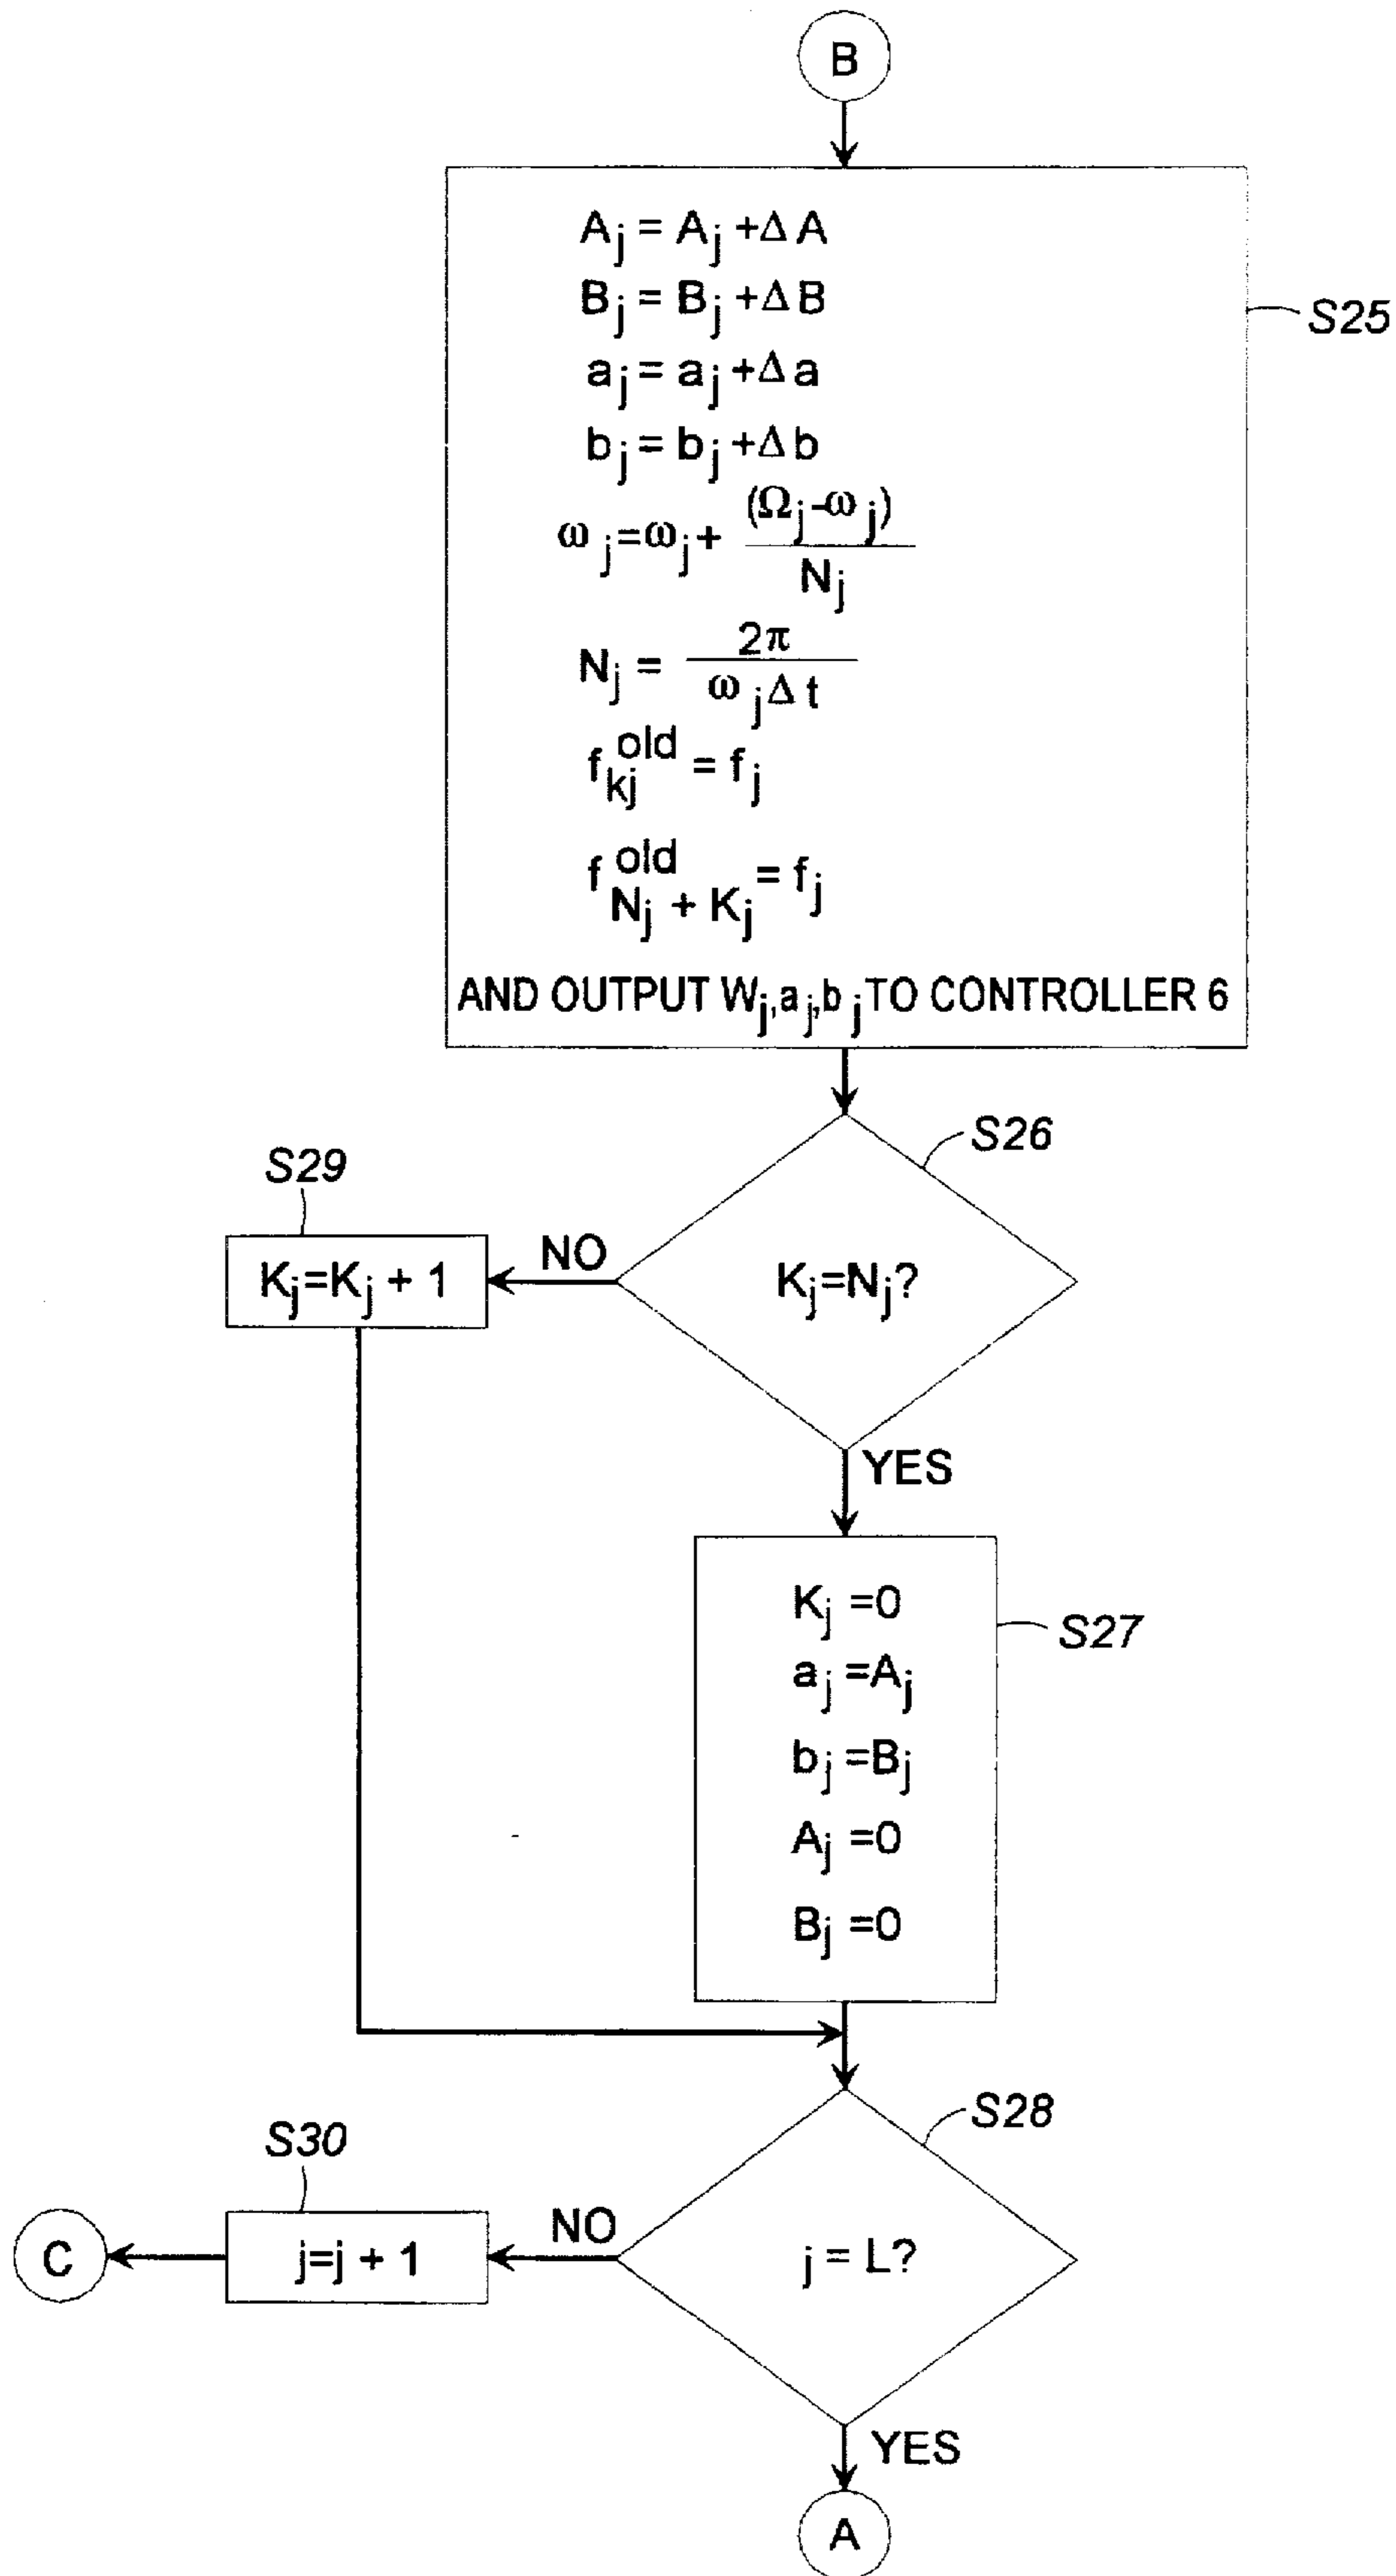 B
A_j = A_j +Δ A
B_j = B_j +Δ B
S25
a_j = a_j +Δ a
b_j = b_j +Δ b
ω_j=ω_j+ (Ω_j-ω_j) / N_j
N_j = 2π / ω_j Δ t
f_kj^old = f_j
f_N_j + K_j^old = f_j
AND OUTPUT W_j,a_j,b_j TO CONTROLLER 6
S26
S29
NO
K_j=K_j + 1
K_j=N_j?
YES
K_j =0
S27
a_j =A_j
b_j =B_j
A_j =0
B_j =0
S28
S30
NO
C
j=j + 1
j = L?
YES
A